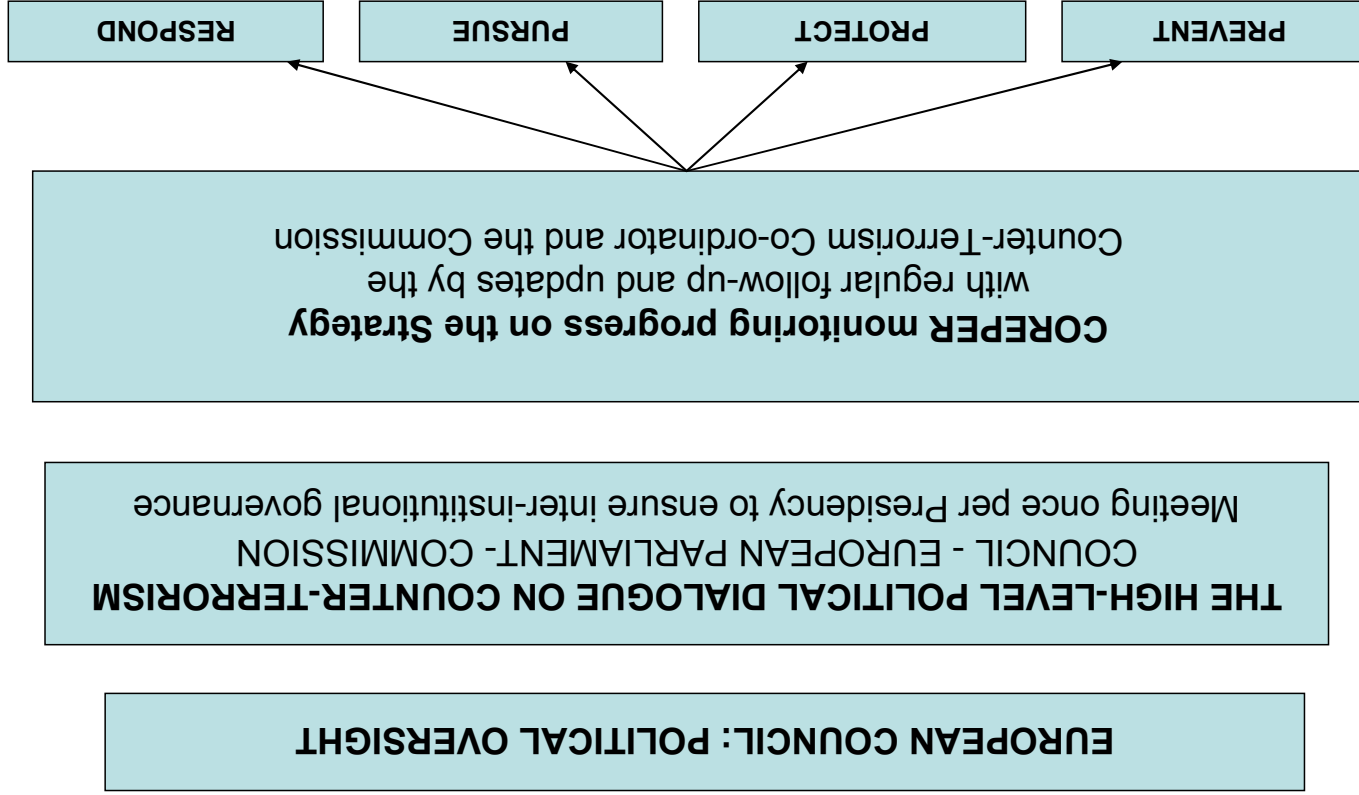 EUROPEAN COUNCIL: POLITICAL OVERSIGHT
THE HIGH-LEVEL POLITICAL DIALOGUE ON COUNTER-TERRORISM
COUNCIL - EUROPEAN PARLIAMENT- COMMISSION
Meeting once per Presidency to ensure inter-institutional governance
COREPER monitoring progress on the Strategy
with regular follow-up and updates by the
Counter-Terrorism Co-ordinator and the Commission
PREVENT
PROTECT
PURSUE
RESPOND